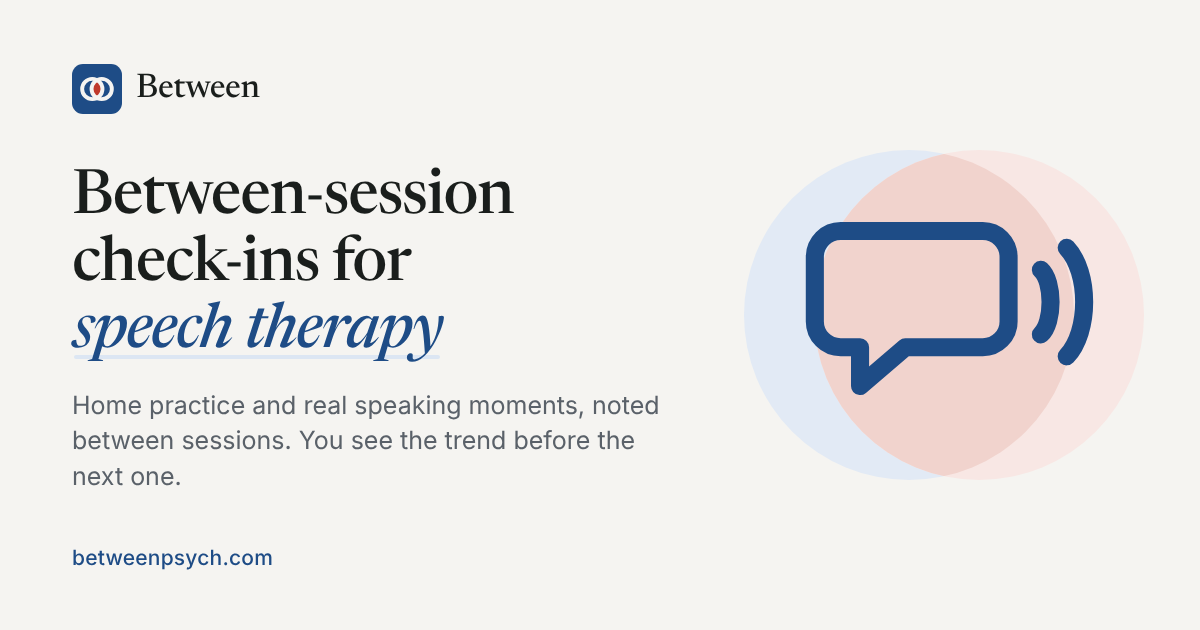 Between
Between-session
check-ins for
speech therapy
Home practice and real speaking moments, noted
between sessions. You see the trend before the
next one.
betweenpsych.com